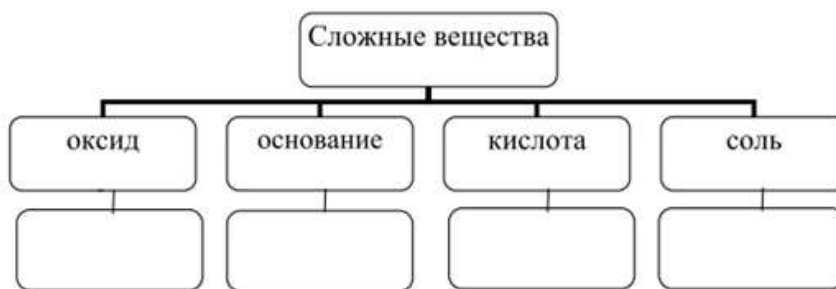 Сложные вещества
оксид
основание
кислота
соль